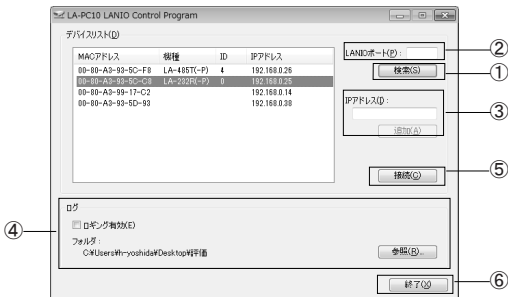 LA-PC10 LANIO Control Program
デバイスリスト(D)
MACアドレス 機種 ID IPアドレス
00-80-A3-93-5C-F8 LA-485T(-P) 4 192.168.0.26
00-80-A3-93-5C-C8 LA-232R(-P) 0 192.168.0.25
00-80-A3-99-17-C2 192.168.0.14
00-80-A3-93-5D-93 192.168.0.38
LANIOポート(P):
②
検索(S)
①
IPアドレス(I):
③
追加(A)
接続(C)
⑤
ログ
④
ロギング有効(E)
フォルダ:
C:¥Users¥h-yoshida¥Desktop¥評価
参照(R)...
終了(X)
⑥